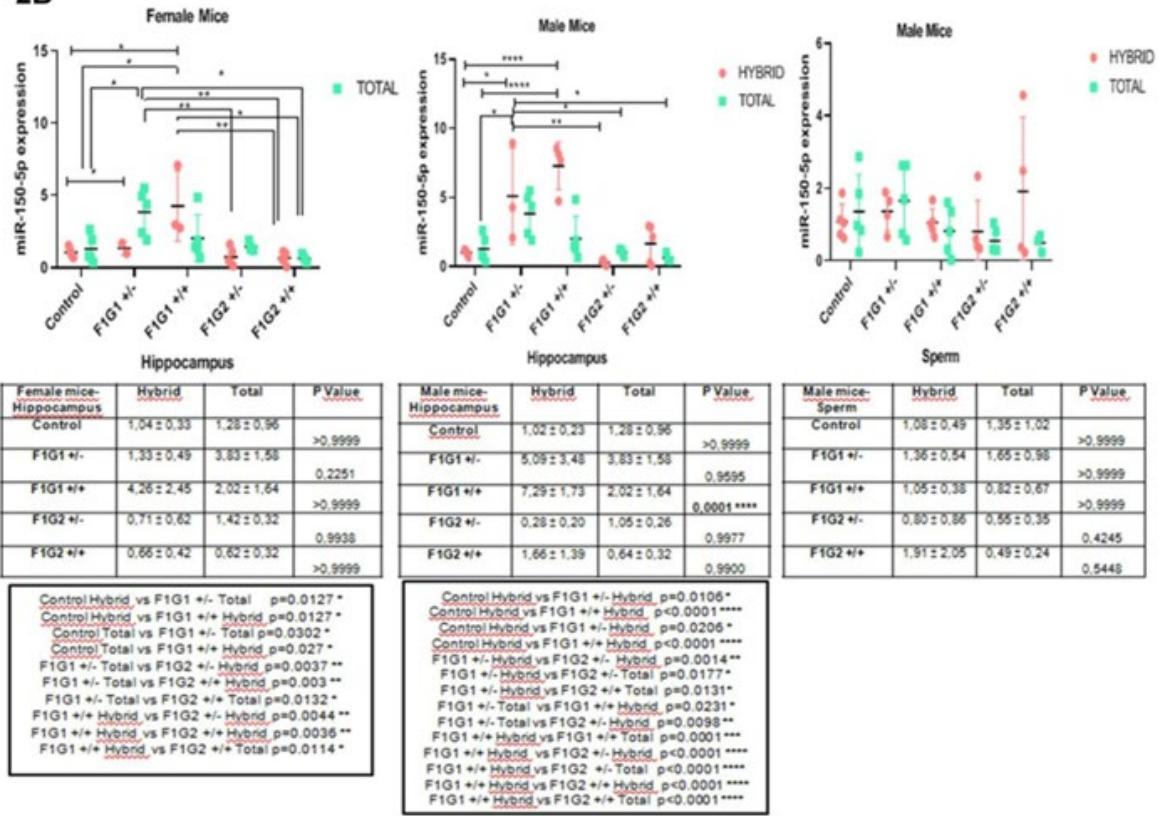 Female Mice
miR-150-5p expression
15
10
5
0
TOTAL
Control
F1G1 +/-
F1G1 +/+
F1G2 +/-
F1G2 +/+
Hippocampus
Male Mice
miR-150-5p expression
15
10
5
0
HYBRID
TOTAL
Control
F1G1 +/-
F1G1 +/+
F1G2 +/-
F1G2 +/+
Hippocampus
Male Mice
miR-150-5p expression
6
4
2
0
HYBRID
TOTAL
Control
F1G1 +/-
F1G1 +/+
F1G2 +/-
F1G2 +/+
Sperm
Female mice- Hybrid Total P Value
Hippocampus
Control 1,04 ± 0,33 1,28 ± 0,96 >0,9999
F1G1 +/- 1,33 ± 0,49 3,83 ± 1,58 0,2251
F1G1 +/+ 4,26 ± 2,45 2,02 ± 1,64 >0,9999
F1G2 +/- 0,71 ± 0,62 1,42 ± 0,32 0,9938
F1G2 +/+ 0,66 ± 0,42 0,62 ± 0,32 >0,9999
Male mice- Hybrid Total P Value
Hippocampus
Control 1,02 ± 0,23 1,28 ± 0,96 >0,9999
F1G1 +/- 5,09 ± 3,48 3,83 ± 1,58 0,9595
F1G1 +/+ 7,29 ± 1,73 2,02 ± 1,64 0,0001 ****
F1G2 +/- 0,28 ± 0,20 1,05 ± 0,26 0,9977
F1G2 +/+ 1,66 ± 1,39 0,64 ± 0,32 0,9900
Male mice- Hybrid Total P Value
Sperm
Control 1,08 ± 0,49 1,35 ± 1,02 >0,9999
F1G1 +/- 1,36 ± 0,54 1,65 ± 0,98 >0,9999
F1G1 +/+ 1,05 ± 0,38 0,82 ± 0,67 >0,9999
F1G2 +/- 0,80 ± 0,86 0,55 ± 0,35 0,4245
F1G2 +/+ 1,91 ± 2,05 0,49 ± 0,24 0,5448
Control Hybrid vs F1G1 +/- Total p=0.0127 *
Control Hybrid vs F1G1 +/+ Hybrid p=0.0127 *
Control Total vs F1G1 +/- Total p=0.0302 *
Control Total vs F1G1 +/+ Hybrid p=0.027 *
F1G1 +/- Total vs F1G2 +/- Hybrid p=0.0037 **
F1G1 +/- Total vs F1G2 +/+ Hybrid p=0.003 **
F1G1 +/- Total vs F1G2 +/+ Total p=0.0132 *
F1G1 +/+ Hybrid vs F1G2 +/- Hybrid p=0.0044 **
F1G1 +/+ Hybrid vs F1G2 +/+ Hybrid p=0.0036 **
F1G1 +/+ Hybrid vs F1G2 +/+ Total p=0.0114 *
Control Hybrid vs F1G1 +/- Hybrid p=0.0106 *
Control Hybrid vs F1G1 +/+ Hybrid p<0.0001 ****
Control Hybrid vs F1G1 +/- Hybrid p=0.0206 *
Control Hybrid vs F1G1 +/+ Hybrid p<0.0001 ****
F1G1 +/- Hybrid vs F1G2 +/- Hybrid p=0.0014 **
F1G1 +/- Hybrid vs F1G2 +/- Total p=0.0177 *
F1G1 +/- Hybrid vs F1G2 +/+ Total p=0.0131 *
F1G1 +/- Total vs F1G1 +/+ Hybrid p=0.0231 *
F1G1 +/- Total vs F1G2 +/- Hybrid p=0.0098 **
F1G1 +/+ Hybrid vs F1G1 +/+ Total p=0.0001 ***
F1G1 +/+ Hybrid vs F1G2 +/- Hybrid p<0.0001 ****
F1G1 +/+ Hybrid vs F1G2 +/- Total p<0.0001 ****
F1G1 +/+ Hybrid vs F1G2 +/+ Hybrid p<0.0001 ****
F1G1 +/+ Hybrid vs F1G2 +/+ Total p<0.0001 ****